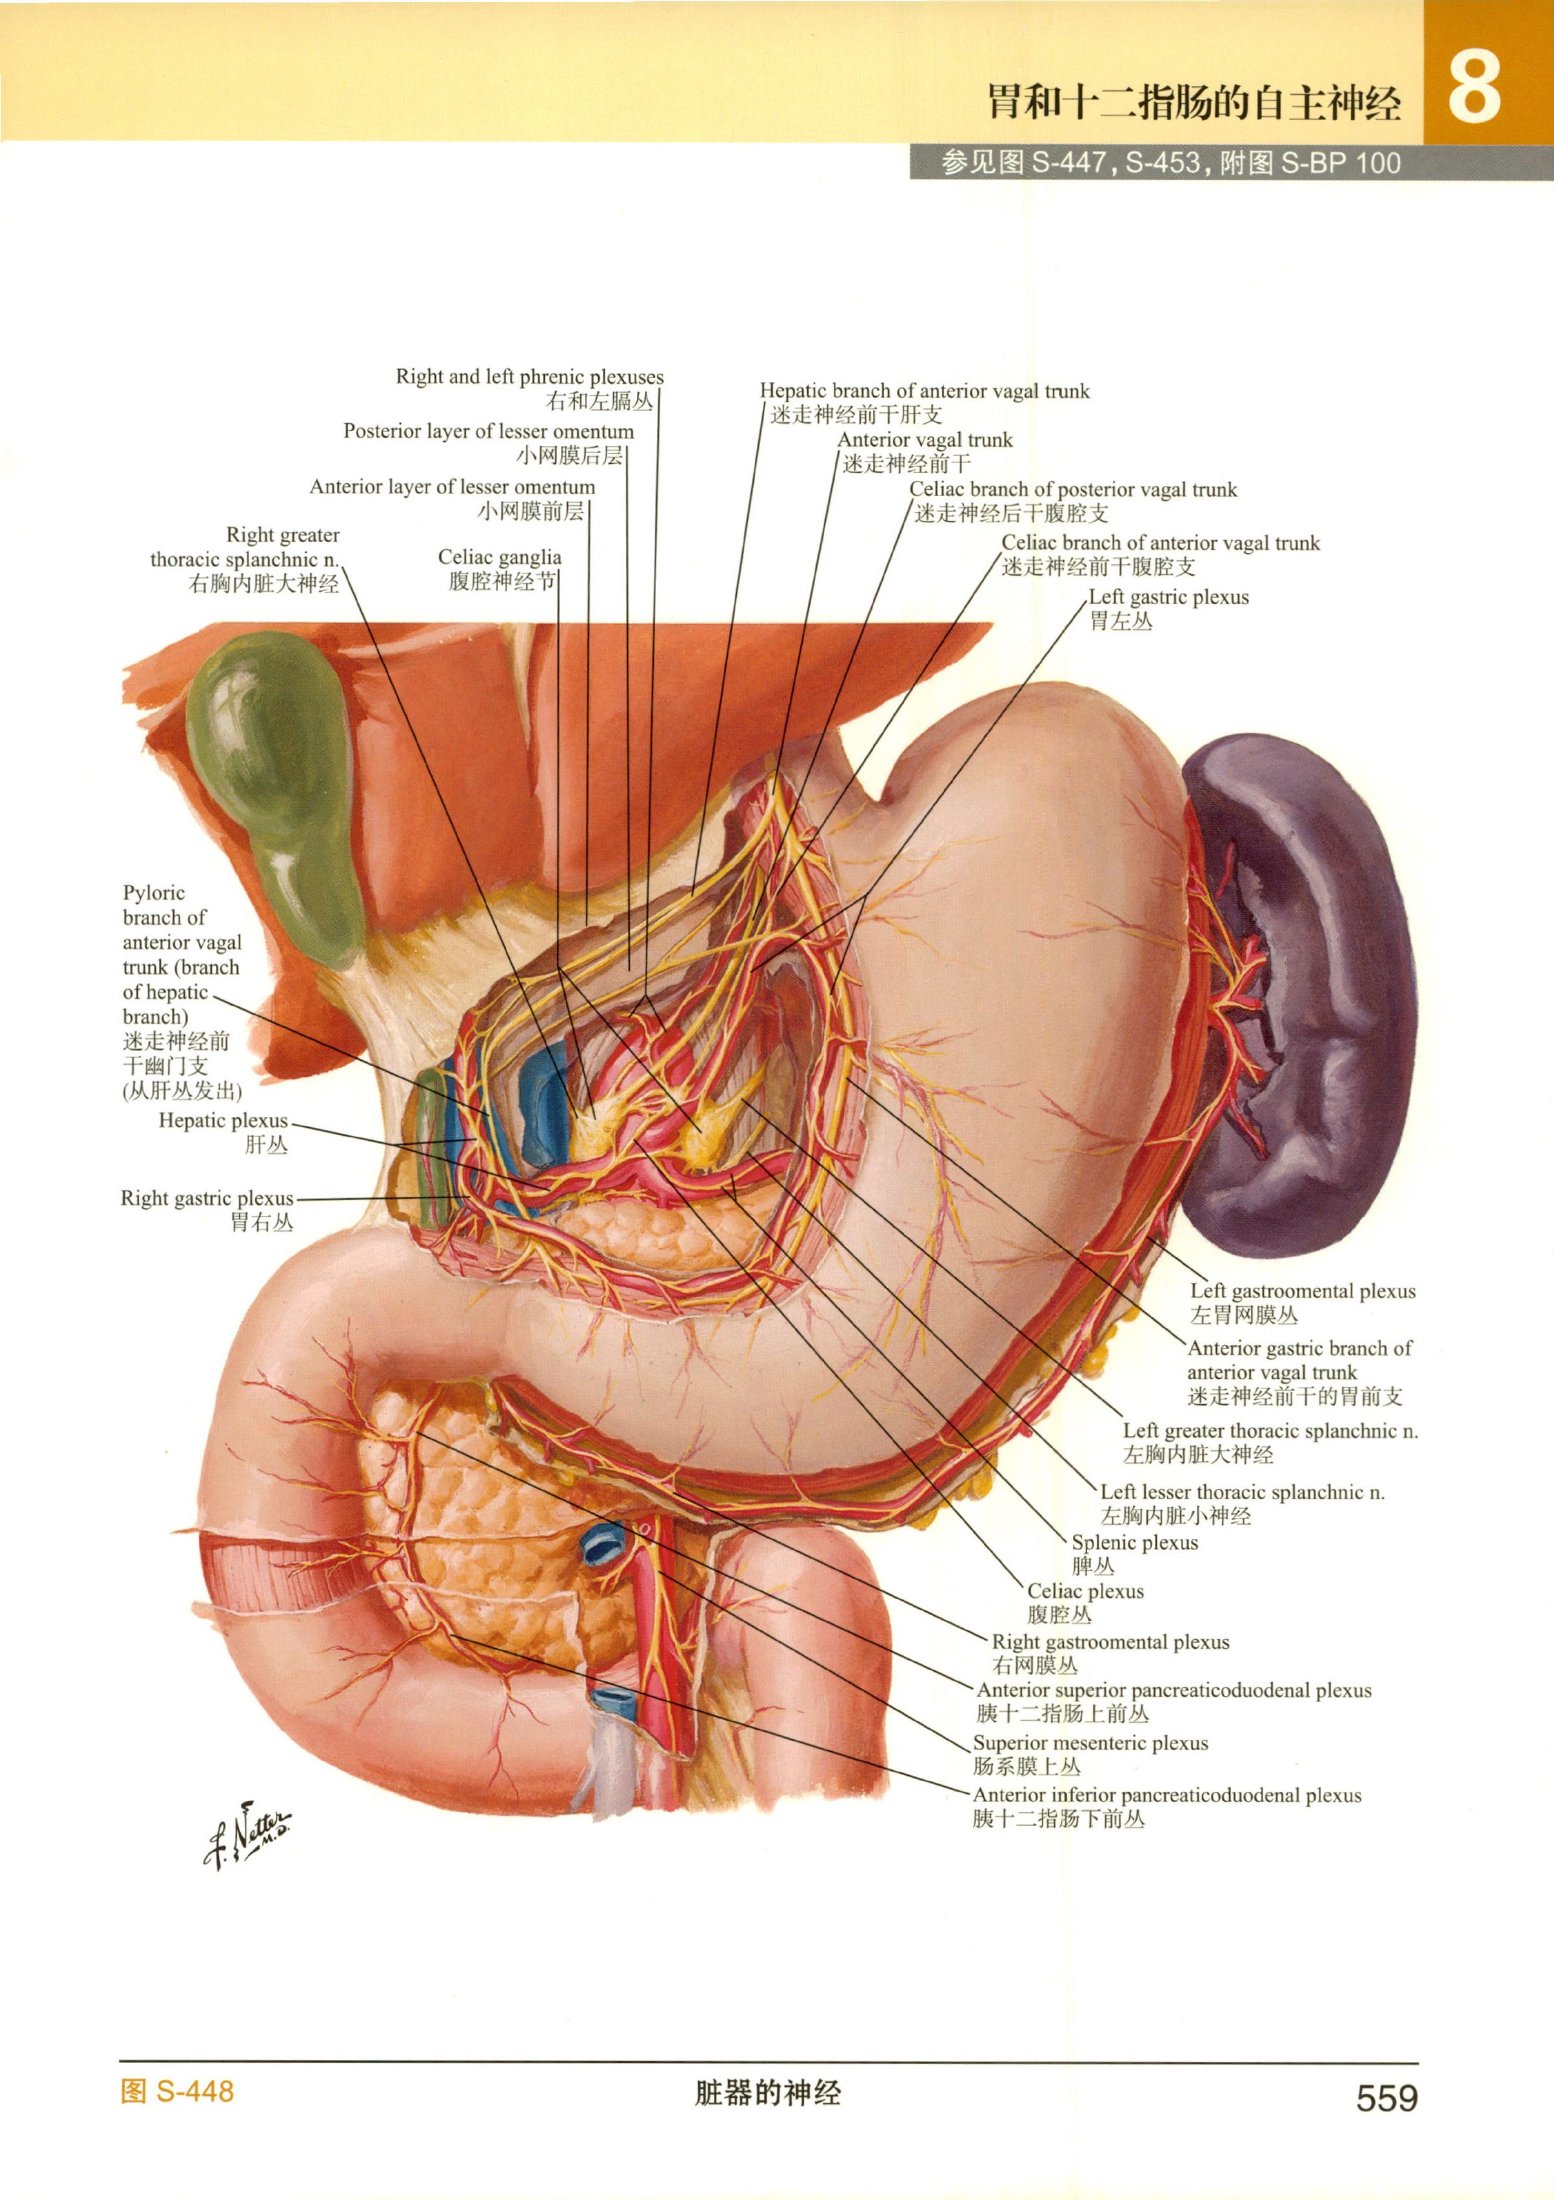 胃和十二指肠的自主神经
8
参见图 S-447, S-453, 附图 S-BP 100
Right and left phrenic plexuses
右和左膈丛
Posterior layer of lesser omentum
小网膜后层
Anterior layer of lesser omentum
小网膜前层
Right greater
thoracic splanchnic n.
右胸内脏大神经
Celiac ganglia
腹腔神经节
Hepatic branch of anterior vagal trunk
迷走神经前干肝支
Anterior vagal trunk
迷走神经前干
Celiac branch of posterior vagal trunk
迷走神经后干腹腔支
Celiac branch of anterior vagal trunk
迷走神经前干腹腔支
Left gastric plexus
胃左丛
Pyloric
branch of
anterior vagal
trunk (branch
of hepatic
branch)
迷走神经前
干幽门支
(从肝丛发出)
Hepatic plexus
肝丛
Right gastric plexus
胃右丛
Left gastroomental plexus
左胃网膜丛
Anterior gastric branch of
anterior vagal trunk
迷走神经前干的胃前支
Left greater thoracic splanchnic n.
左胸内脏大神经
Left lesser thoracic splanchnic n.
左胸内脏小神经
Splenic plexus
脾丛
Celiac plexus
腹腔丛
Right gastroomental plexus
右网膜丛
Anterior superior pancreaticoduodenal plexus
胰十二指肠上前丛
Superior mesenteric plexus
肠系膜上丛
Anterior inferior pancreaticoduodenal plexus
胰十二指肠下前丛
F. Netter
M.D.
图 S-448
脏器的神经
559